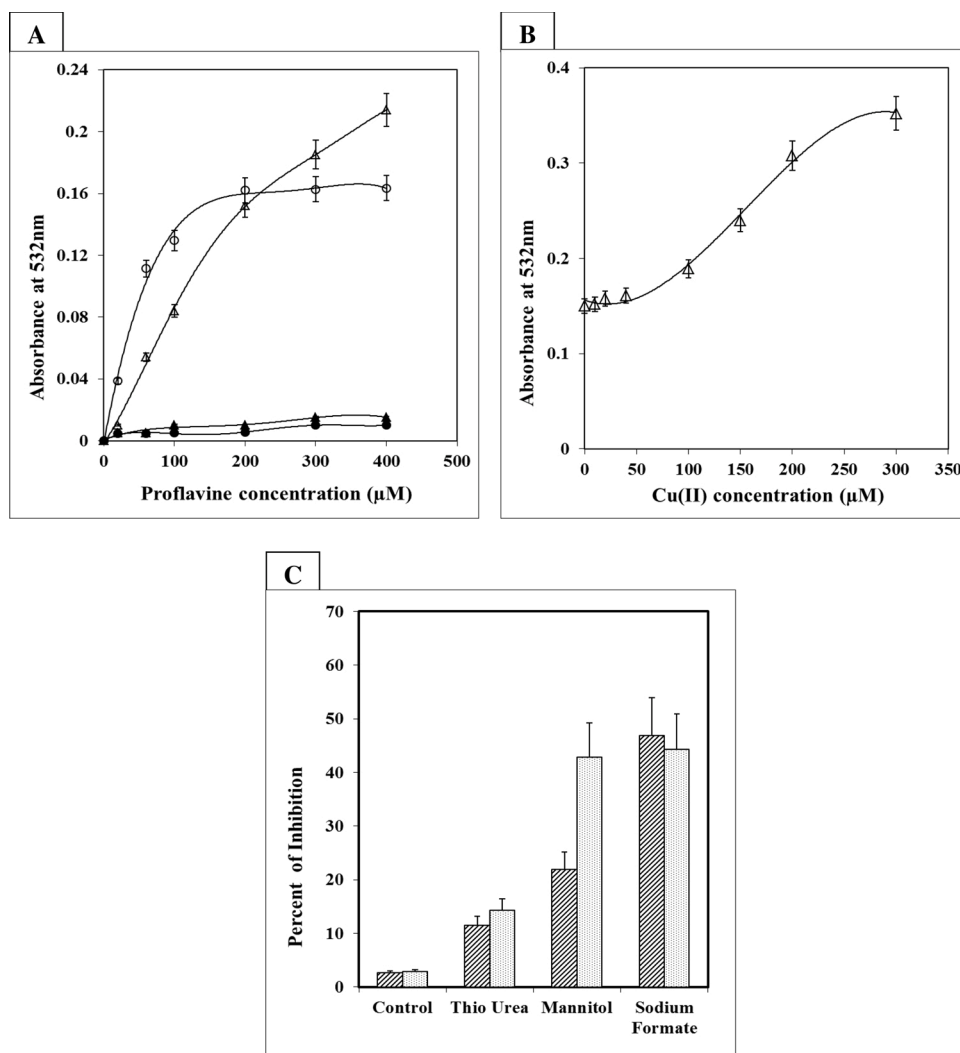 A
Absorbance at 532nm
0.24
0.2
0.16
0.12
0.08
0.04
0
0 100 200 300 400 500
Proflavine concentration (µM)
B
Absorbance at 532nm
0.4
0.3
0.2
0.1
0
0 50 100 150 200 250 300 350
Cu(II) concentration (µM)
C
Percent of Inhibition
70
60
50
40
30
20
10
0
Control Thio Urea Mannitol Sodium
Formate